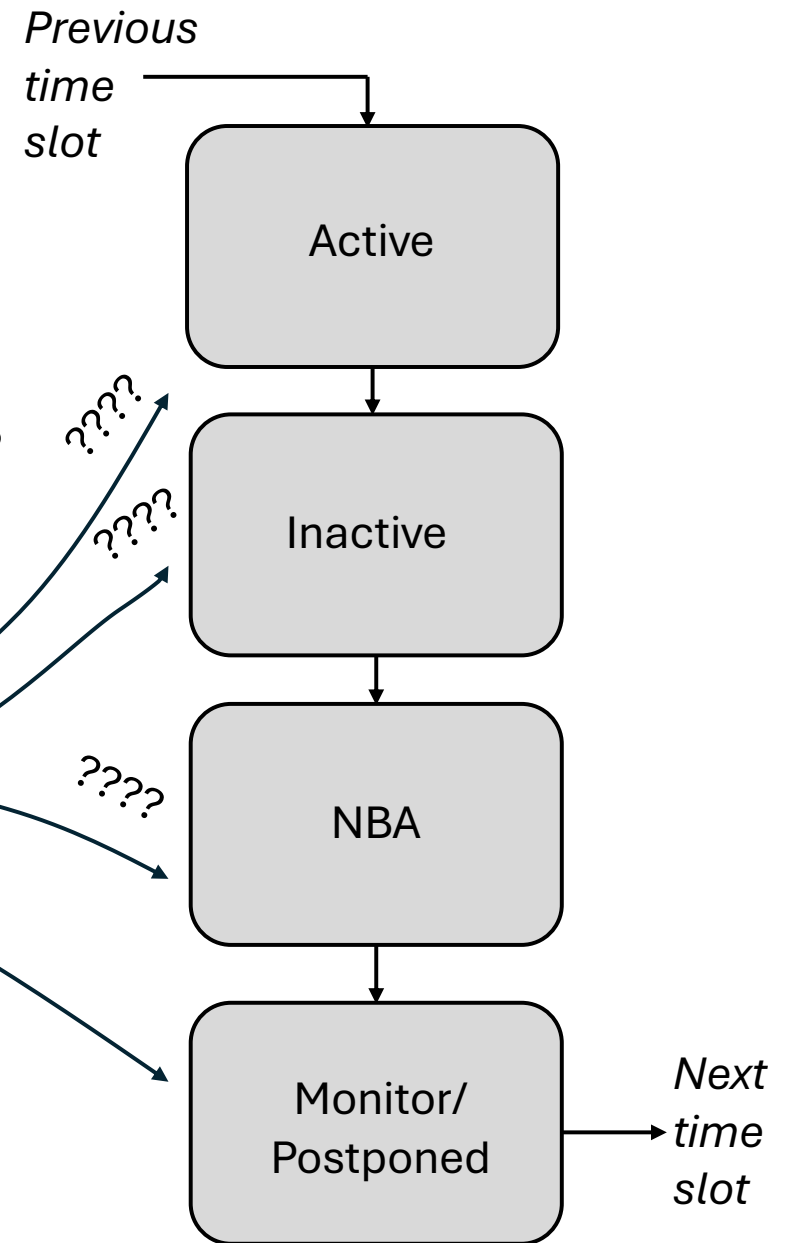 Previous
time
slot
Active
????
????
Inactive
????
NBA
Monitor/
Postponed
Next
time
slot